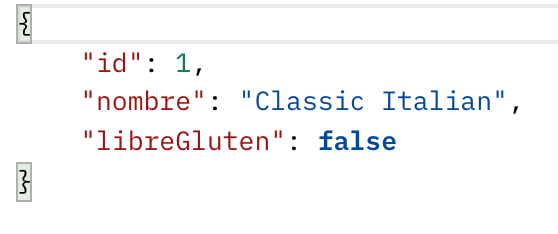 {
    "id": 1,
    "nombre": "Classic Italian",
    "libreGluten": false
}